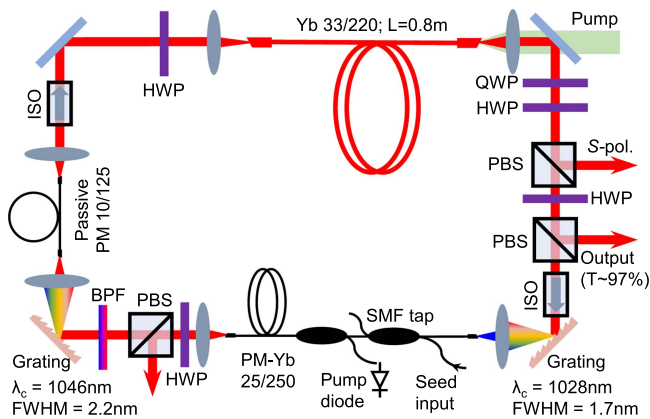 Yb 33/220; L=0.8m
Pump
HWP
QWP
HWP
ISO
S-pol.
PBS
HWP
Passive
PM 10/125
PBS
Output
(T~97%)
ISO
BPF
PBS
SMF tap
HWP
Grating
λc = 1046nm
FWHM = 2.2nm
PM-Yb
25/250
Pump
diode
Seed
input
Grating
λc = 1028nm
FWHM = 1.7nm